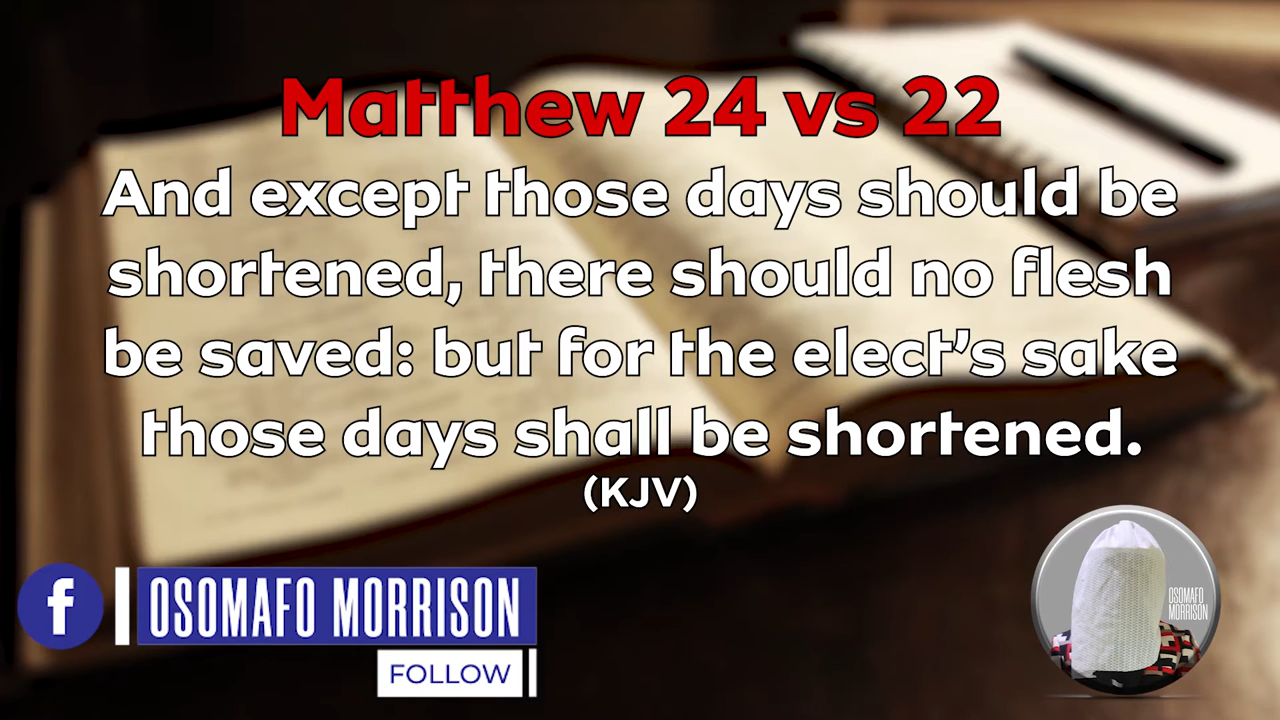 Matthew 24 vs 22
And except those days should be
shortened, there should no flesh
be saved: but for the elect's sake
those days shall be shortened.
(KJV)
f
OSOMAFO MORRISON
FOLLOW
OSOMAFO
MORRISON